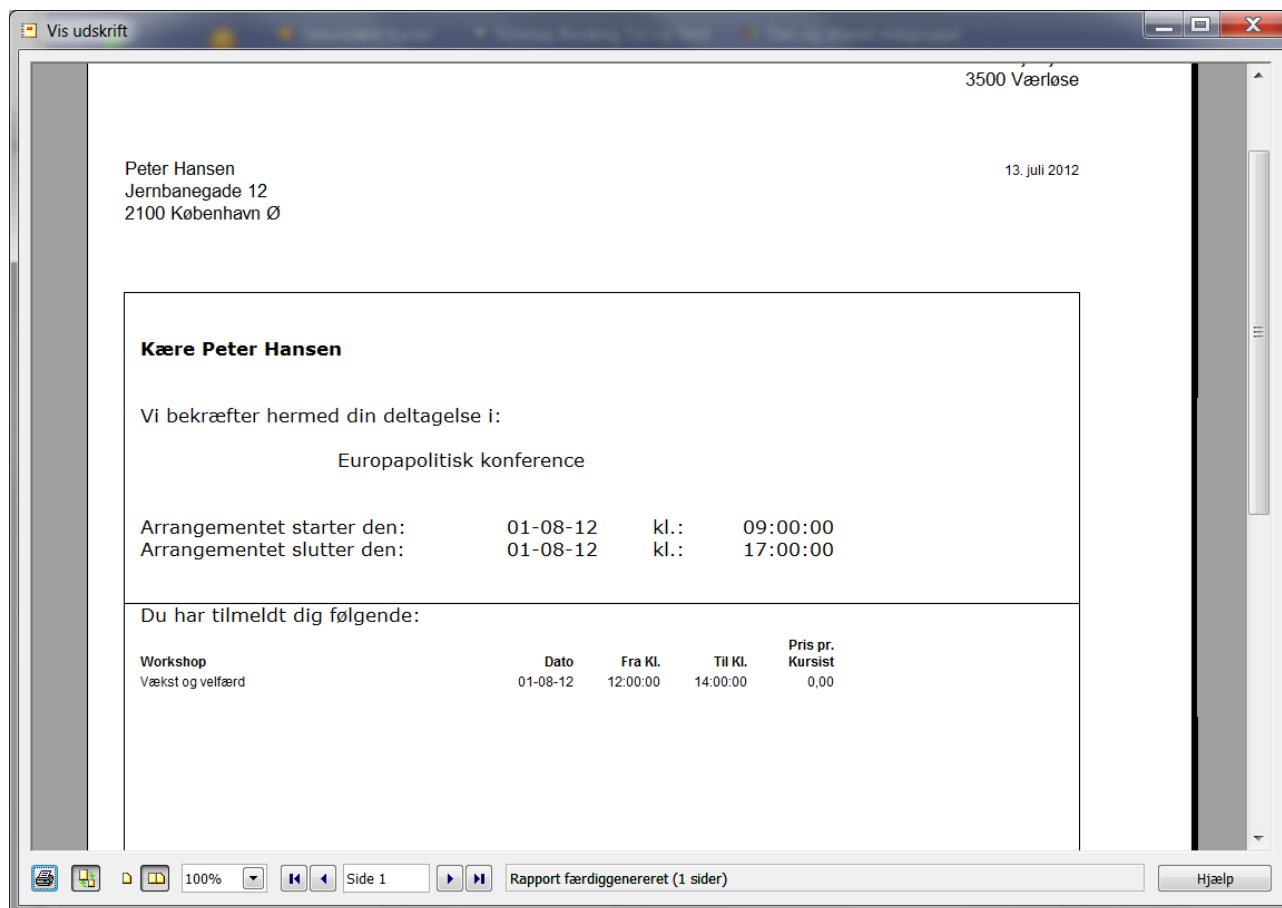 Vis udskrift
3500 Værløse
Peter Hansen
13. juli 2012
Jernbanegade 12
2100 København Ø
Kære Peter Hansen
Vi bekræfter hermed din deltagelse i:
Europapolitisk konference
Arrangementet starter den: 01-08-12 kl.: 09:00:00
Arrangementet slutter den: 01-08-12 kl.: 17:00:00
Du har tilmeldt dig følgende:
Pris pr.
Workshop Dato Fra Kl. Til Kl. Kursist
Vækst og velfærd 01-08-12 12:00:00 14:00:00 0,00
100% Side 1 Rapport færdiggenereret (1 sider) Hjælp